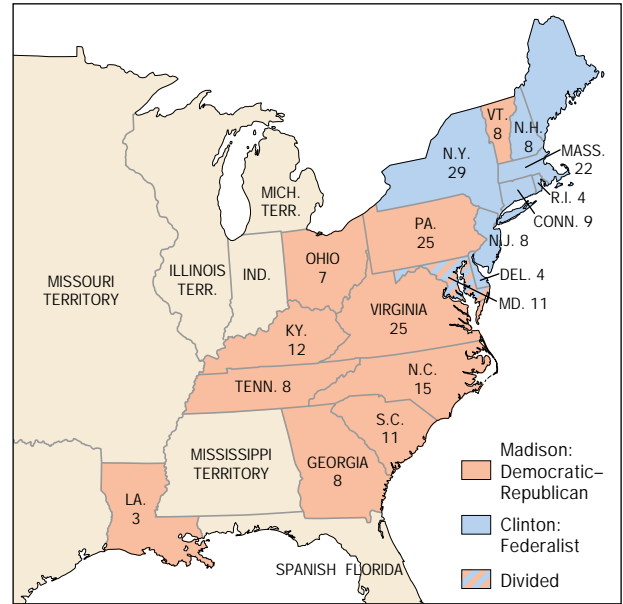 VT.
8
N.H.
8
MASS.
22
N.Y.
29
R.I. 4
CONN. 9
MICH.
TERR.
PA.
25
N.J. 8
OHIO
7
DEL. 4
MD. 11
MISSOURI
TERRITORY
ILLINOIS
TERR.
IND.
VIRGINIA
25
KY.
12
TENN. 8
N.C.
15
S.C.
11
MISSISSIPPI
TERRITORY
GEORGIA
8
LA.
3
SPANISH FLORIDA
Madison:
Democratic–
Republican
Clinton:
Federalist
Divided